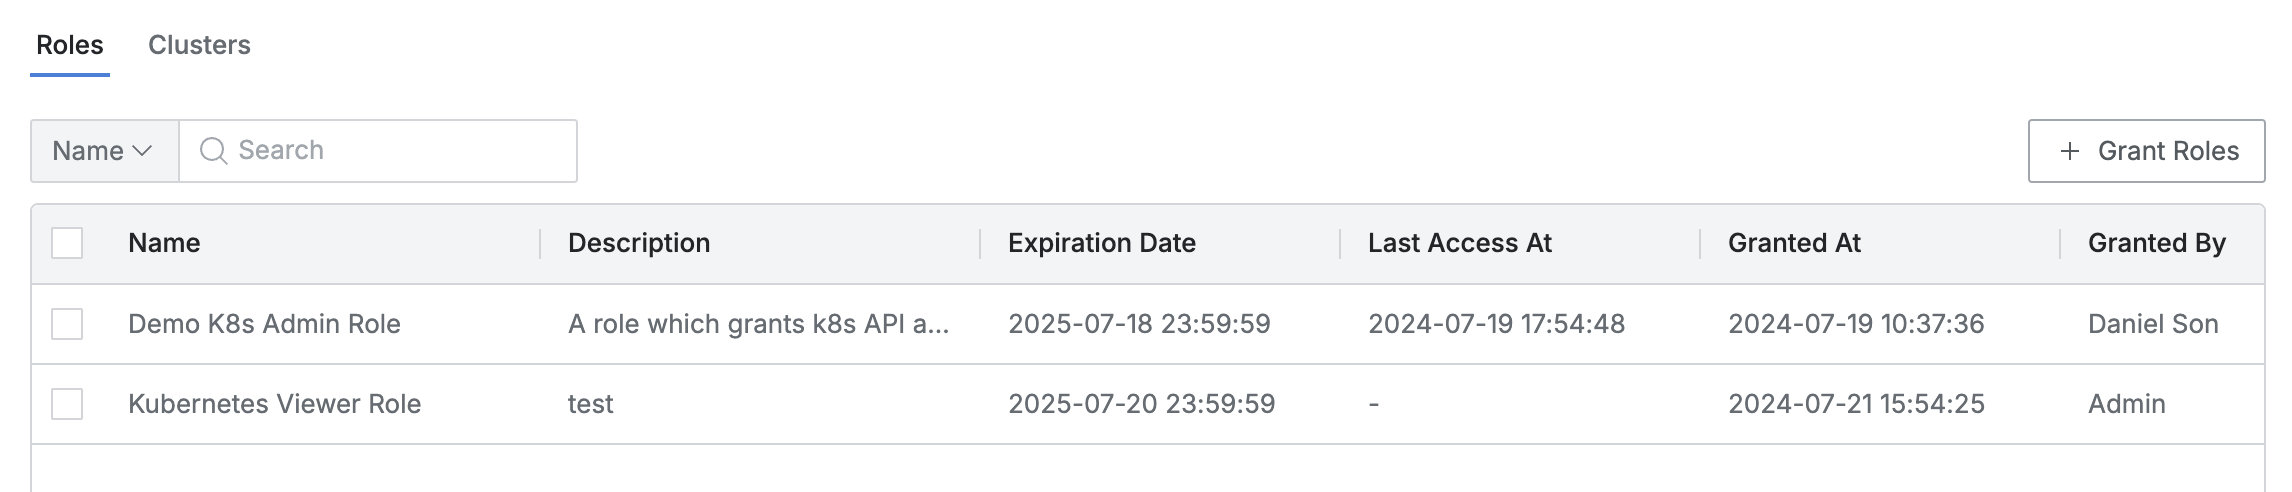 Roles Clusters
Name Search + Grant Roles
Name Description Expiration Date Last Access At Granted At Granted By
Demo K8s Admin Role A role which grants k8s API a... 2025-07-18 23:59:59 2024-07-19 17:54:48 2024-07-19 10:37:36 Daniel Son
Kubernetes Viewer Role test 2025-07-20 23:59:59 - 2024-07-21 15:54:25 Admin